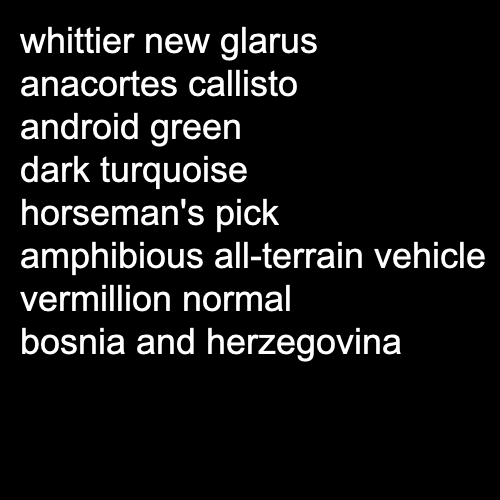 whittier new glarus
anacortes callisto
android green
dark turquoise
horseman's pick
amphibious all-terrain vehicle
vermillion normal
bosnia and herzegovina